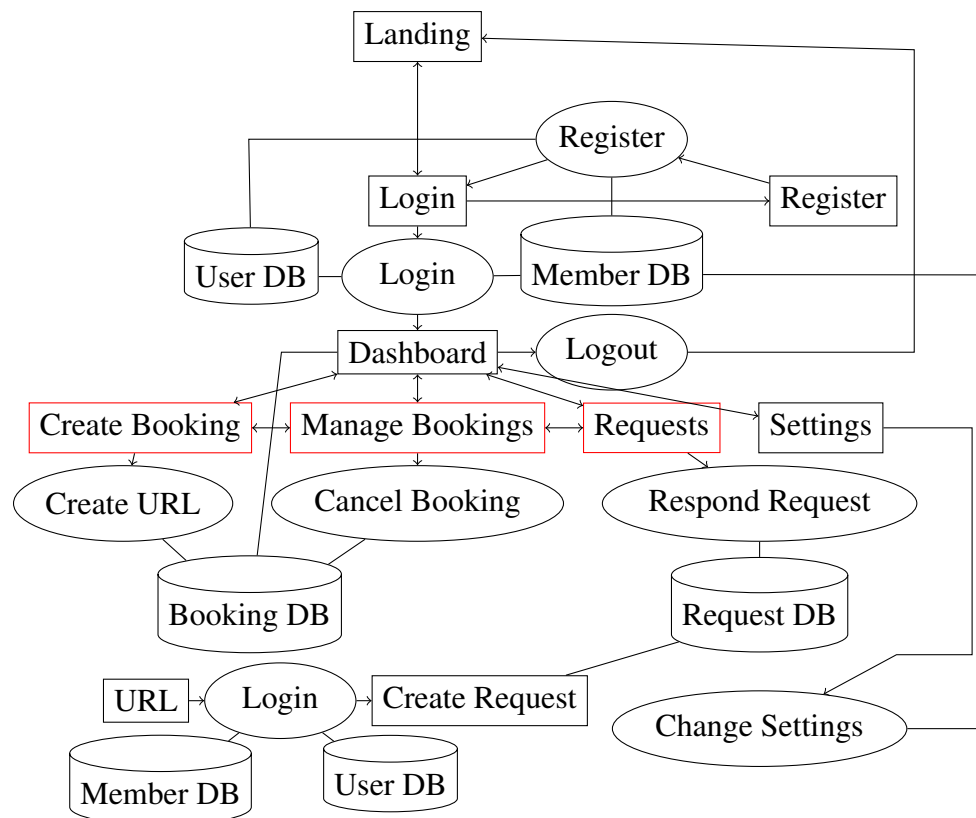 Landing
Register
Login
Register
User DB
Login
Member DB
Dashboard
Logout
Create Booking
Manage Bookings
Requests
Settings
Create URL
Cancel Booking
Respond Request
Booking DB
Request DB
URL
Login
Create Request
Change Settings
Member DB
User DB